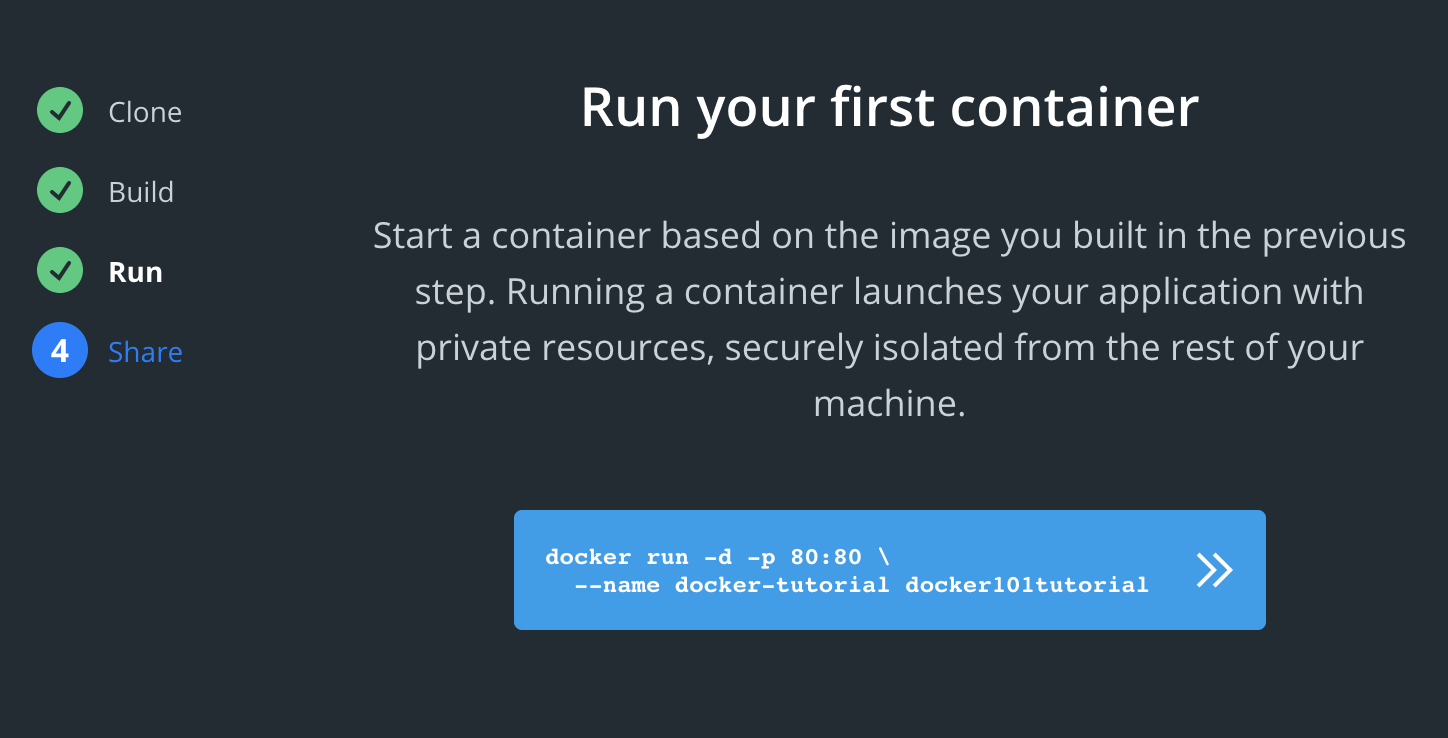 Clone
Build
Run
4 Share
Run your first container
Start a container based on the image you built in the previous
step. Running a container launches your application with
private resources, securely isolated from the rest of your
machine.
docker run -d -p 80:80 \
--name docker-tutorial docker101tutorial